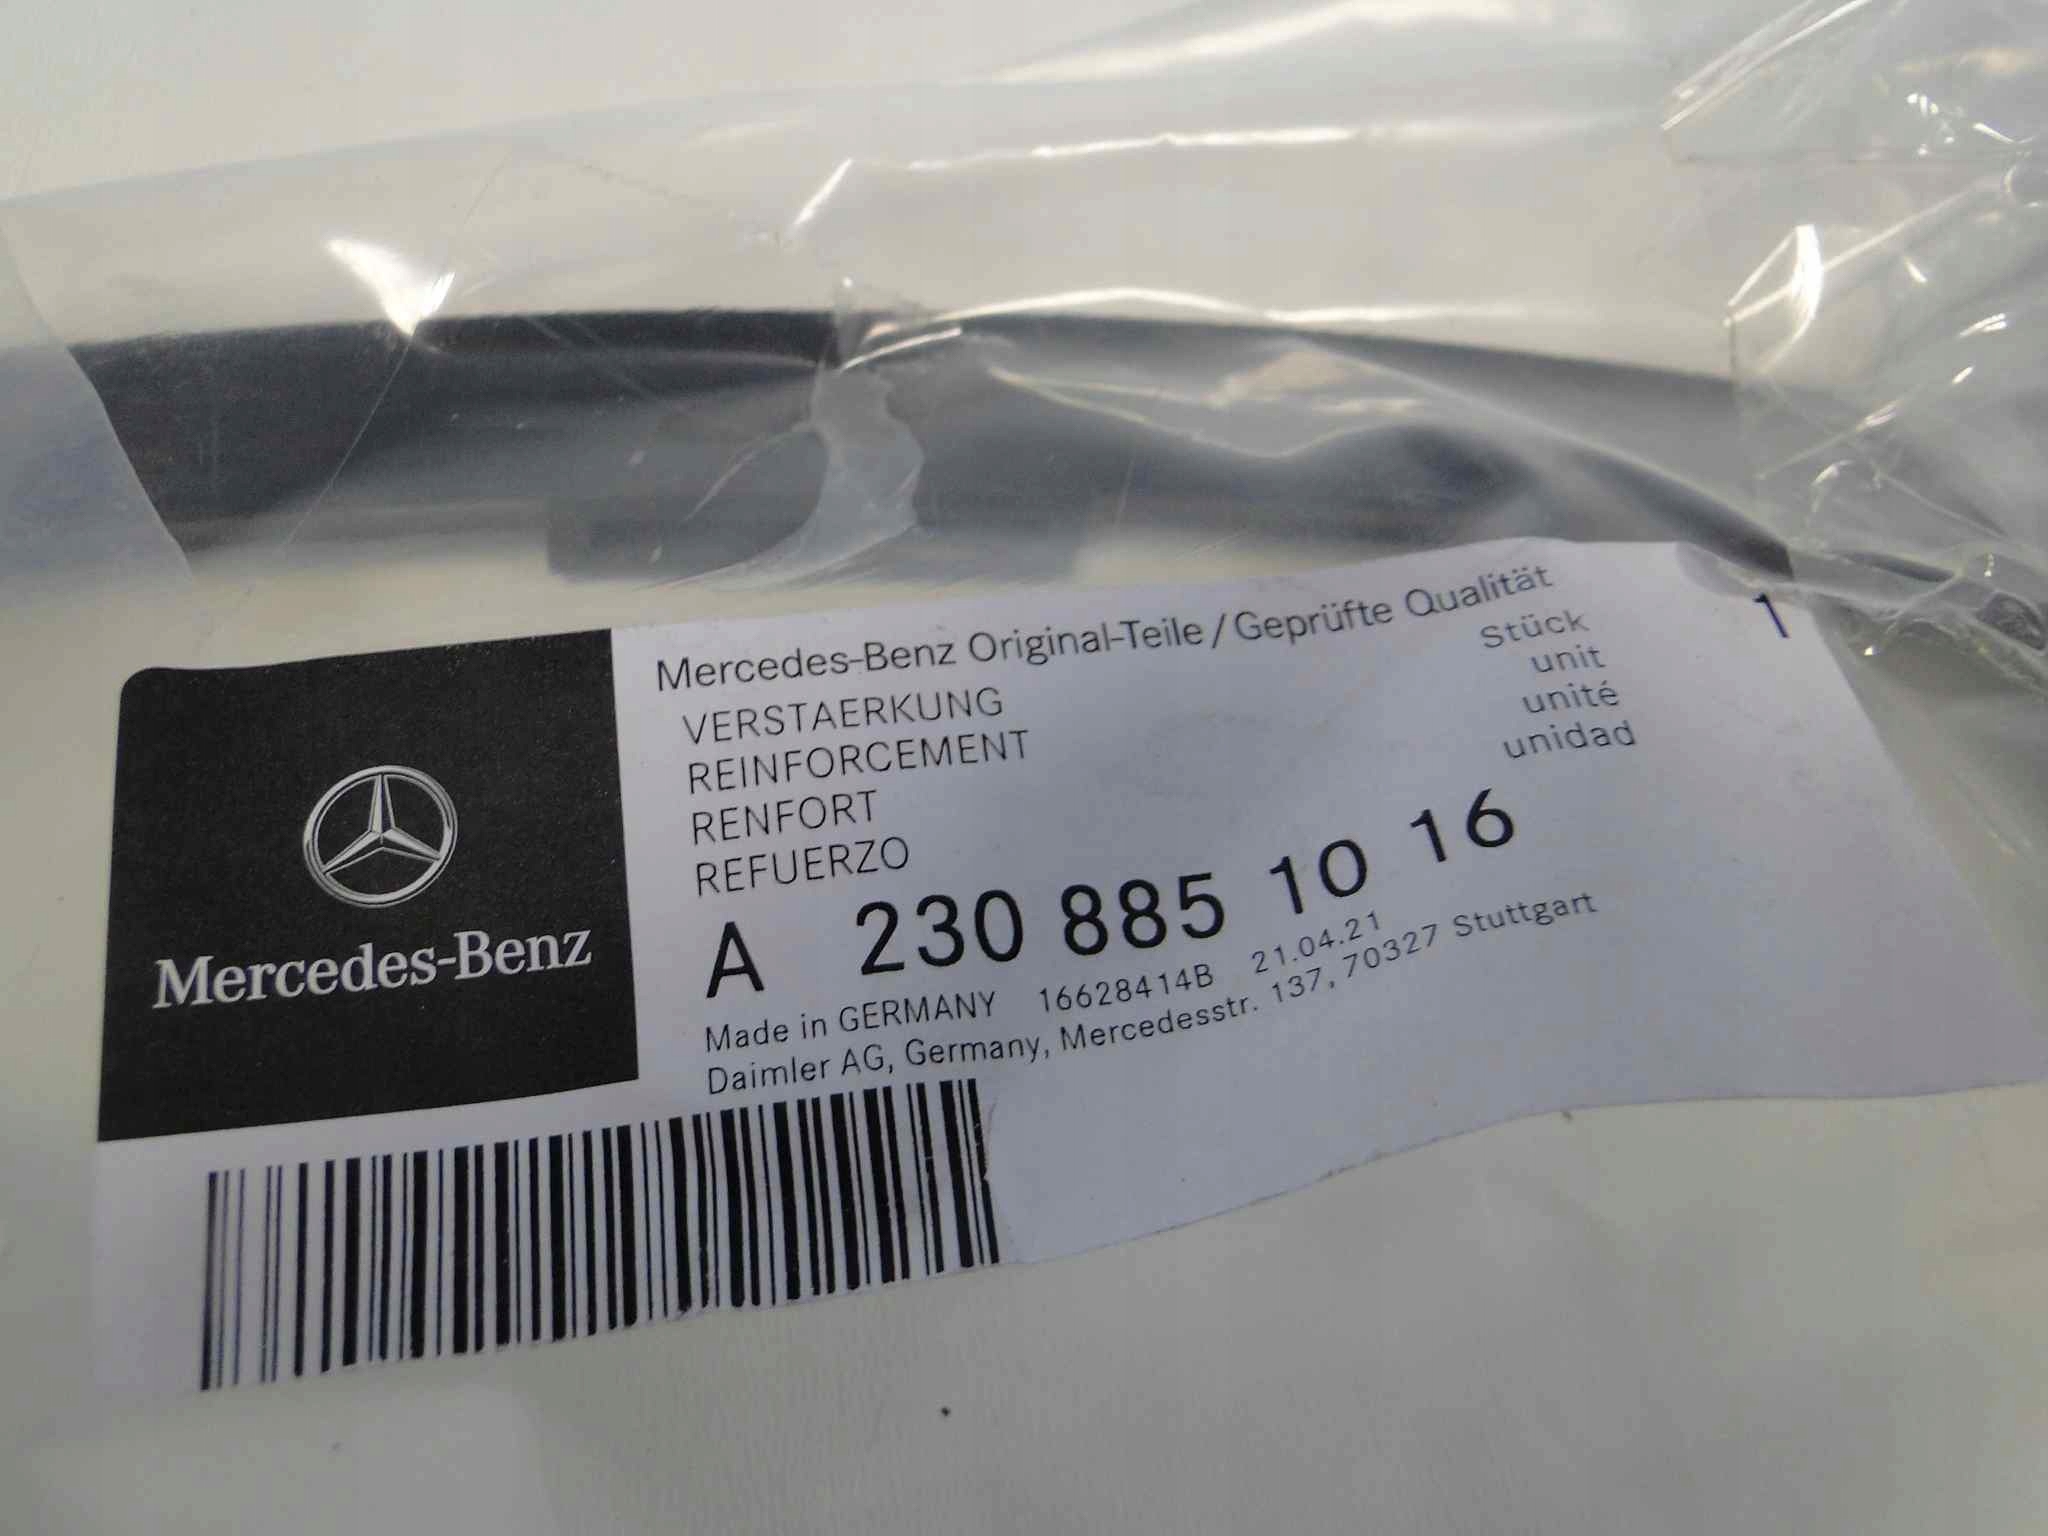 Mercedes-Benz Original-Teile / Geprüfte Qualität
VERSTAERKUNG
REINFORCEMENT
RENFORT
REFUERZO
Stück 1
unit
unité
unidad
A 230 885 10 16
Made in GERMANY 16628414B 21.04.21
Daimler AG, Germany, Mercedesstr. 137, 70327 Stuttgart
Mercedes-Benz